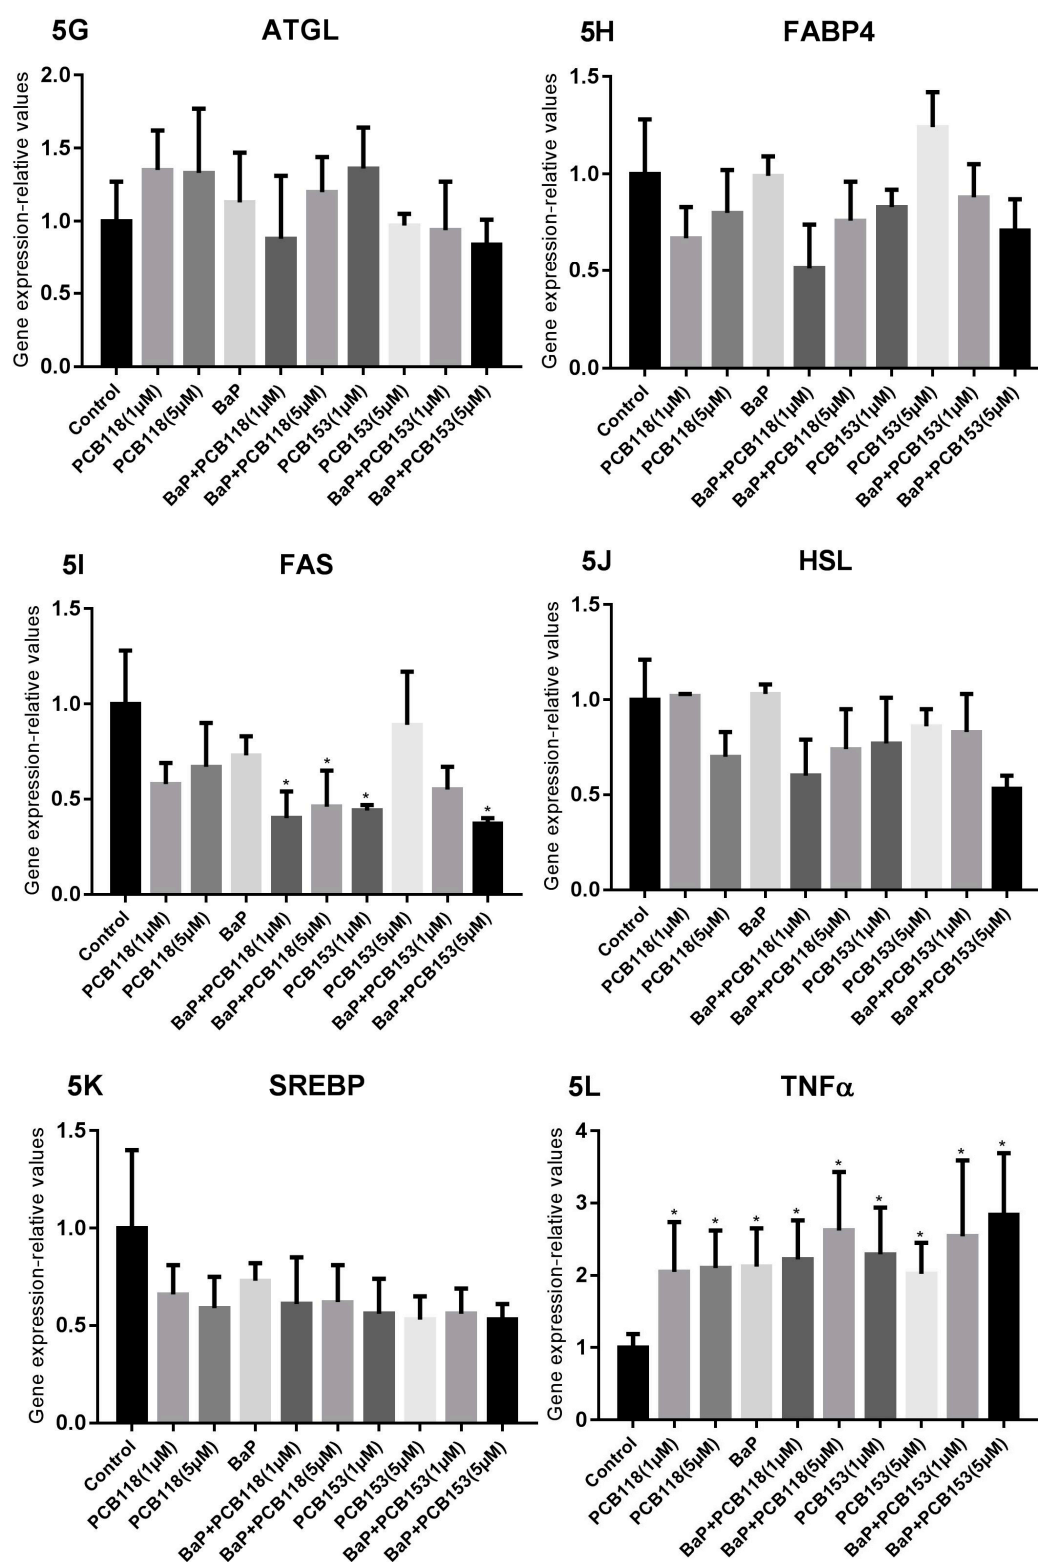 5G ATGL
Gene expression-relative values
2.0
1.5
1.0
0.5
0.0
Control
PCB118(1μM)
PCB118(5μM)
BaP
BaP+PCB118(1μM)
BaP+PCB118(5μM)
PCB153(1μM)
PCB153(5μM)
BaP+PCB153(1μM)
BaP+PCB153(5μM)
5H FABP4
Gene expression-relative values
1.5
1.0
0.5
0.0
Control
PCB118(1μM)
PCB118(5μM)
BaP
BaP+PCB118(1μM)
BaP+PCB118(5μM)
PCB153(1μM)
PCB153(5μM)
BaP+PCB153(1μM)
BaP+PCB153(5μM)
5I FAS
Gene expression-relative values
1.5
1.0
0.5
0.0
* * * *
Control
PCB118(1μM)
PCB118(5μM)
BaP
BaP+PCB118(1μM)
BaP+PCB118(5μM)
PCB153(1μM)
PCB153(5μM)
BaP+PCB153(1μM)
BaP+PCB153(5μM)
5J HSL
Gene expression-relative values
1.5
1.0
0.5
0.0
Control
PCB118(1μM)
PCB118(5μM)
BaP
BaP+PCB118(1μM)
BaP+PCB118(5μM)
PCB153(1μM)
PCB153(5μM)
BaP+PCB153(1μM)
BaP+PCB153(5μM)
5K SREBP
Gene expression-relative values
1.5
1.0
0.5
0.0
Control
PCB118(1μM)
PCB118(5μM)
BaP
BaP+PCB118(1μM)
BaP+PCB118(5μM)
PCB153(1μM)
PCB153(5μM)
BaP+PCB153(1μM)
BaP+PCB153(5μM)
5L TNFα
Gene expression-relative values
4
3
2
1
0
* * * * * * * * *
Control
PCB118(1μM)
PCB118(5μM)
BaP
BaP+PCB118(1μM)
BaP+PCB118(5μM)
PCB153(1μM)
PCB153(5μM)
BaP+PCB153(1μM)
BaP+PCB153(5μM)